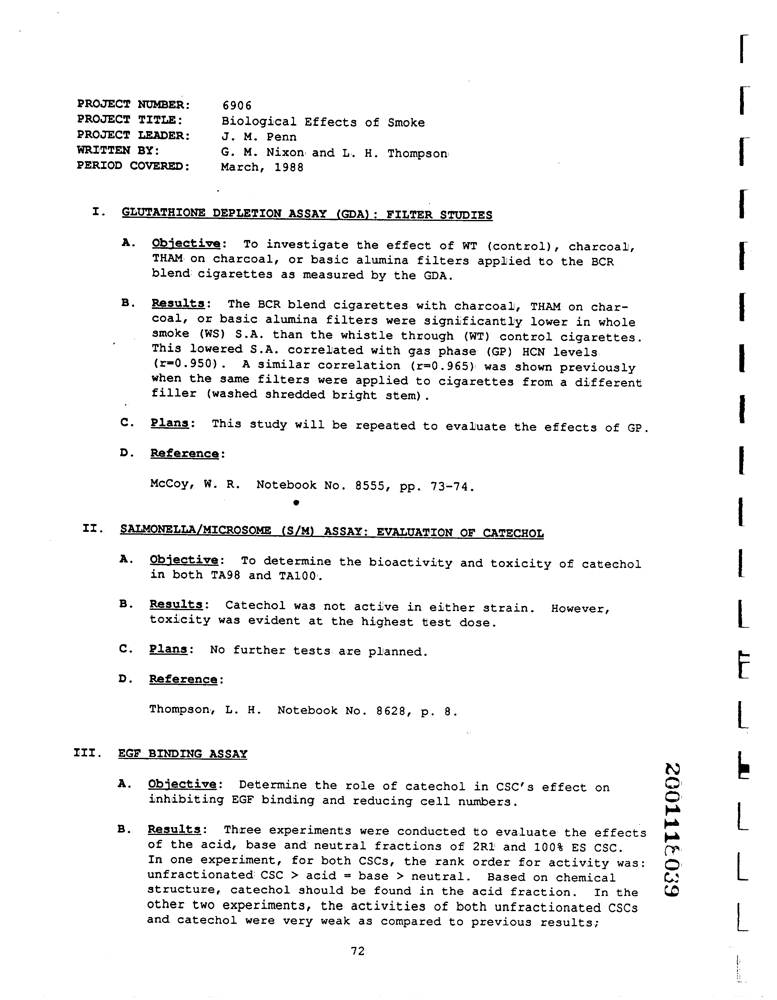 PROJECT NUMBER: 6906
PROJECT TITLE: Biological Effects of Smoke
PROJECT LEADER: J. M. Penn
WRITTEN BY: G. M. Nixon and L. H. Thompson
PERIOD COVERED: March, 1988
I. GLUTATHIONE DEPLETION ASSAY (GDA): FILTER STUDIES
A. Objective: To investigate the effect of WT (control), charcoal,
THAM on charcoal, or basic alumina filters applied to the BCR
blend cigarettes as measured by the GDA.
B. Results: The BCR blend cigarettes with charcoal, THAM on char-
coal, or basic alumina filters were significantly lower in whole
smoke (WS) S.A. than the whistle through (WT) control cigarettes.
This lowered S.A. correlated with gas phase (GP) HCN levels
(r=0.950). A similar correlation (r=0.965) was shown previously
when the same filters were applied to cigarettes from a different
filler (washed shredded bright stem).
C. Plans: This study will be repeated to evaluate the effects of GP.
D. Reference:
McCoy, W. R. Notebook No. 8555, pp. 73-74.
II. SALMONELLA/MICROSOME (S/M) ASSAY: EVALUATION OF CATECHOL
A. Objective: To determine the bioactivity and toxicity of catechol
in both TA98 and TA100.
B. Results: Catechol was not active in either strain. However,
toxicity was evident at the highest test dose.
C. Plans: No further tests are planned.
D. Reference:
Thompson, L. H. Notebook No. 8628, p. 8.
III. EGF BINDING ASSAY
A. Objective: Determine the role of catechol in CSC's effect on
inhibiting EGF binding and reducing cell numbers.
B. Results: Three experiments were conducted to evaluate the effects
of the acid, base and neutral fractions of 2R1 and 100% ES CSC.
In one experiment, for both CSCs, the rank order for activity was:
unfractionated CSC > acid = base > neutral. Based on chemical
structure, catechol should be found in the acid fraction. In the
other two experiments, the activities of both unfractionated CSCs
and catechol were very weak as compared to previous results;
72